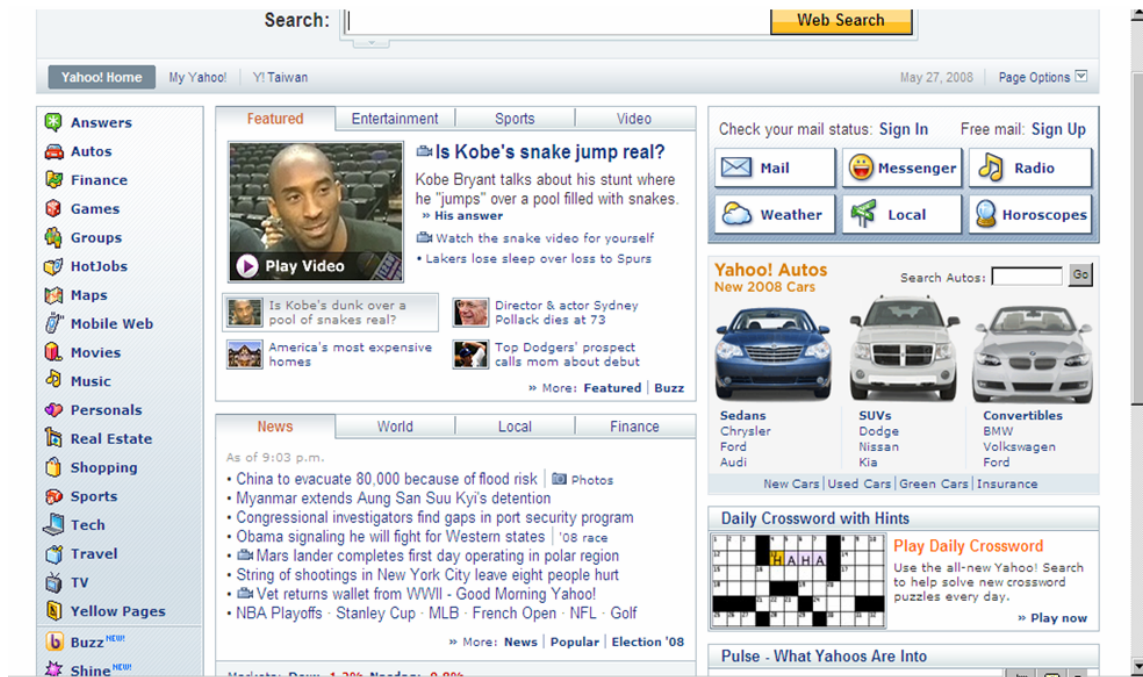 Search:
Web Search
Yahoo! Home
My Yahoo!
Y! Taiwan
May 27, 2008
Page Options
Answers
Autos
Finance
Games
Groups
HotJobs
Maps
Mobile Web
Movies
Music
Personals
Real Estate
Shopping
Sports
Tech
Travel
TV
Yellow Pages
Buzz NEW!
Shine NEW!
Featured
Entertainment
Sports
Video
Is Kobe's snake jump real?
Kobe Bryant talks about his stunt where
he "jumps" over a pool filled with snakes.
» His answer
Watch the snake video for yourself
• Lakers lose sleep over loss to Spurs
Play Video
Is Kobe's dunk over a
pool of snakes real?
Director & actor Sydney
Pollack dies at 73
America's most expensive
homes
Top Dodgers' prospect
calls mom about debut
» More: Featured | Buzz
News
World
Local
Finance
As of 9:03 p.m.
• China to evacuate 80,000 because of flood risk | Photos
• Myanmar extends Aung San Suu Kyi's detention
• Congressional investigators find gaps in port security program
• Obama signaling he will fight for Western states | '08 race
• Mars lander completes first day operating in polar region
• String of shootings in New York City leave eight people hurt
• Vet returns wallet from WWII - Good Morning Yahoo!
• NBA Playoffs · Stanley Cup · MLB · French Open · NFL · Golf
» More: News | Popular | Election '08
Check your mail status: Sign In
Free mail: Sign Up
Mail
Messenger
Radio
Weather
Local
Horoscopes
Yahoo! Autos
New 2008 Cars
Search Autos:
Go
Sedans
Chrysler
Ford
Audi
SUVs
Dodge
Nissan
Kia
Convertibles
BMW
Volkswagen
Ford
New Cars | Used Cars | Green Cars | Insurance
Daily Crossword with Hints
HAHA
Play Daily Crossword
Use the all-new Yahoo! Search
to help solve new crossword
puzzles every day.
» Play now
Pulse - What Yahoos Are Into